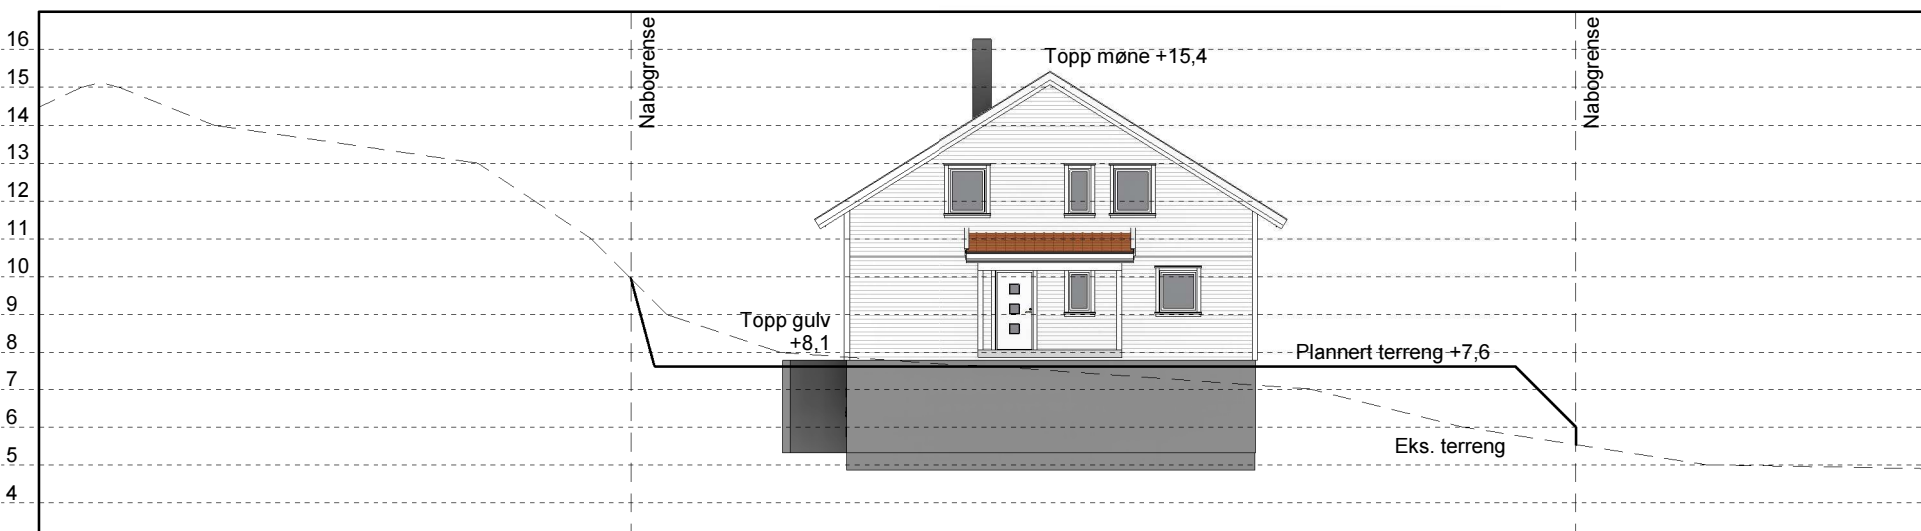 16
15
14
13
12
11
10
9
8
7
6
5
4
Nabogrense
Topp møne +15,4
Nabogrense
Topp gulv
+8,1
Plannert terreng +7,6
Eks. terreng